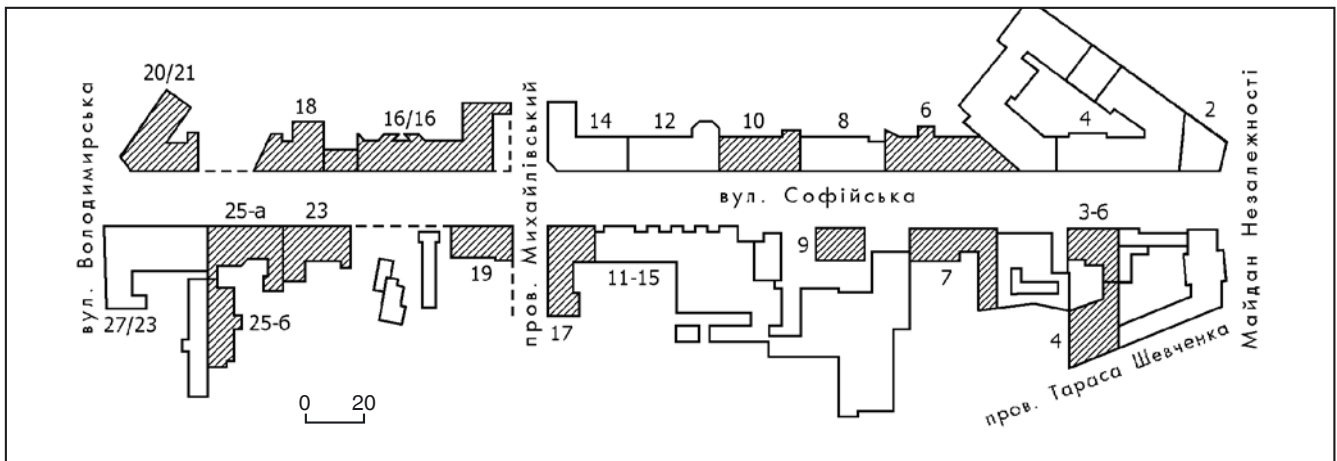 вул. Володимирська
20/21
18
16/16
пров. Михайлівський
14
12
10
8
6
4
2
Майдан Незалежності
вул. Софійська
25-а
23
19
17
11-15
9
7
3-б
4
27/23
25-б
пров. Тараса Шевченка
0 20